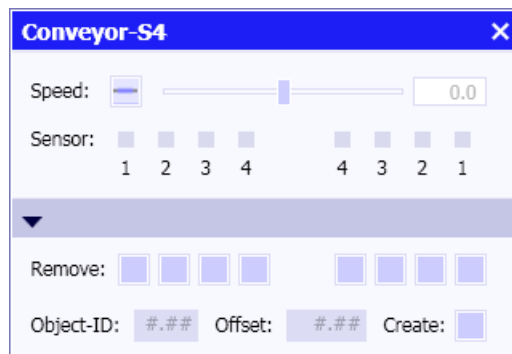 Conveyor-S4
Speed: 0.0
Sensor:
1 2 3 4 4 3 2 1
Remove:
Object-ID: #.## Offset: #.## Create: